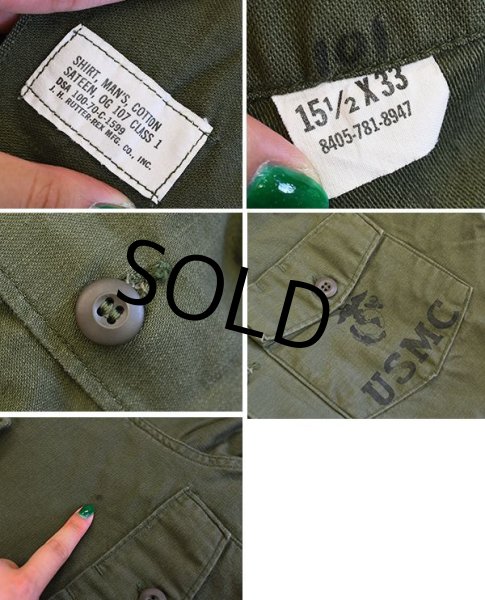 SHIRT, MAN'S, COTTON
SATEEN, OG 107 CLASS 1
DSA 100-70-C-1599
J. H. RUTTER-REX MFG. CO., INC.
101
15 1/2 X 33
8405-781-8947
SOLD
USMC